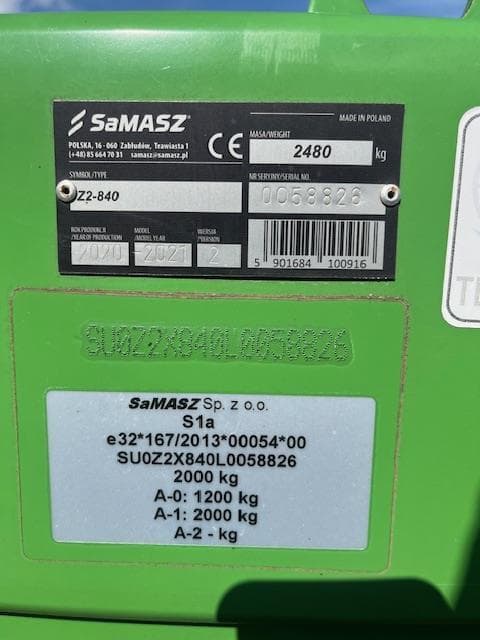 SaMASZ
MADE IN POLAND
POLSKA, 16 - 060 Zabłudów, Trawiasta 1
(+48) 85 664 70 31 samasz@samasz.pl
CE
MASA/WEIGHT
2480 kg
SYMBOL/TYPE
Z2-840
NR SERYJNY/SERIAL NO.
0058826
ROK PRODUKCJI
/YEAR OF PRODUCTION
2020
MODEL
/MODEL YEAR
2021
WERSJA
/VERSION
2
5 901684 100916
SU0Z2X840L0058826
SaMASZ Sp. z o.o.
S1a
e32*167/2013*00054*00
SU0Z2X840L0058826
2000 kg
A-0: 1200 kg
A-1: 2000 kg
A-2 - kg